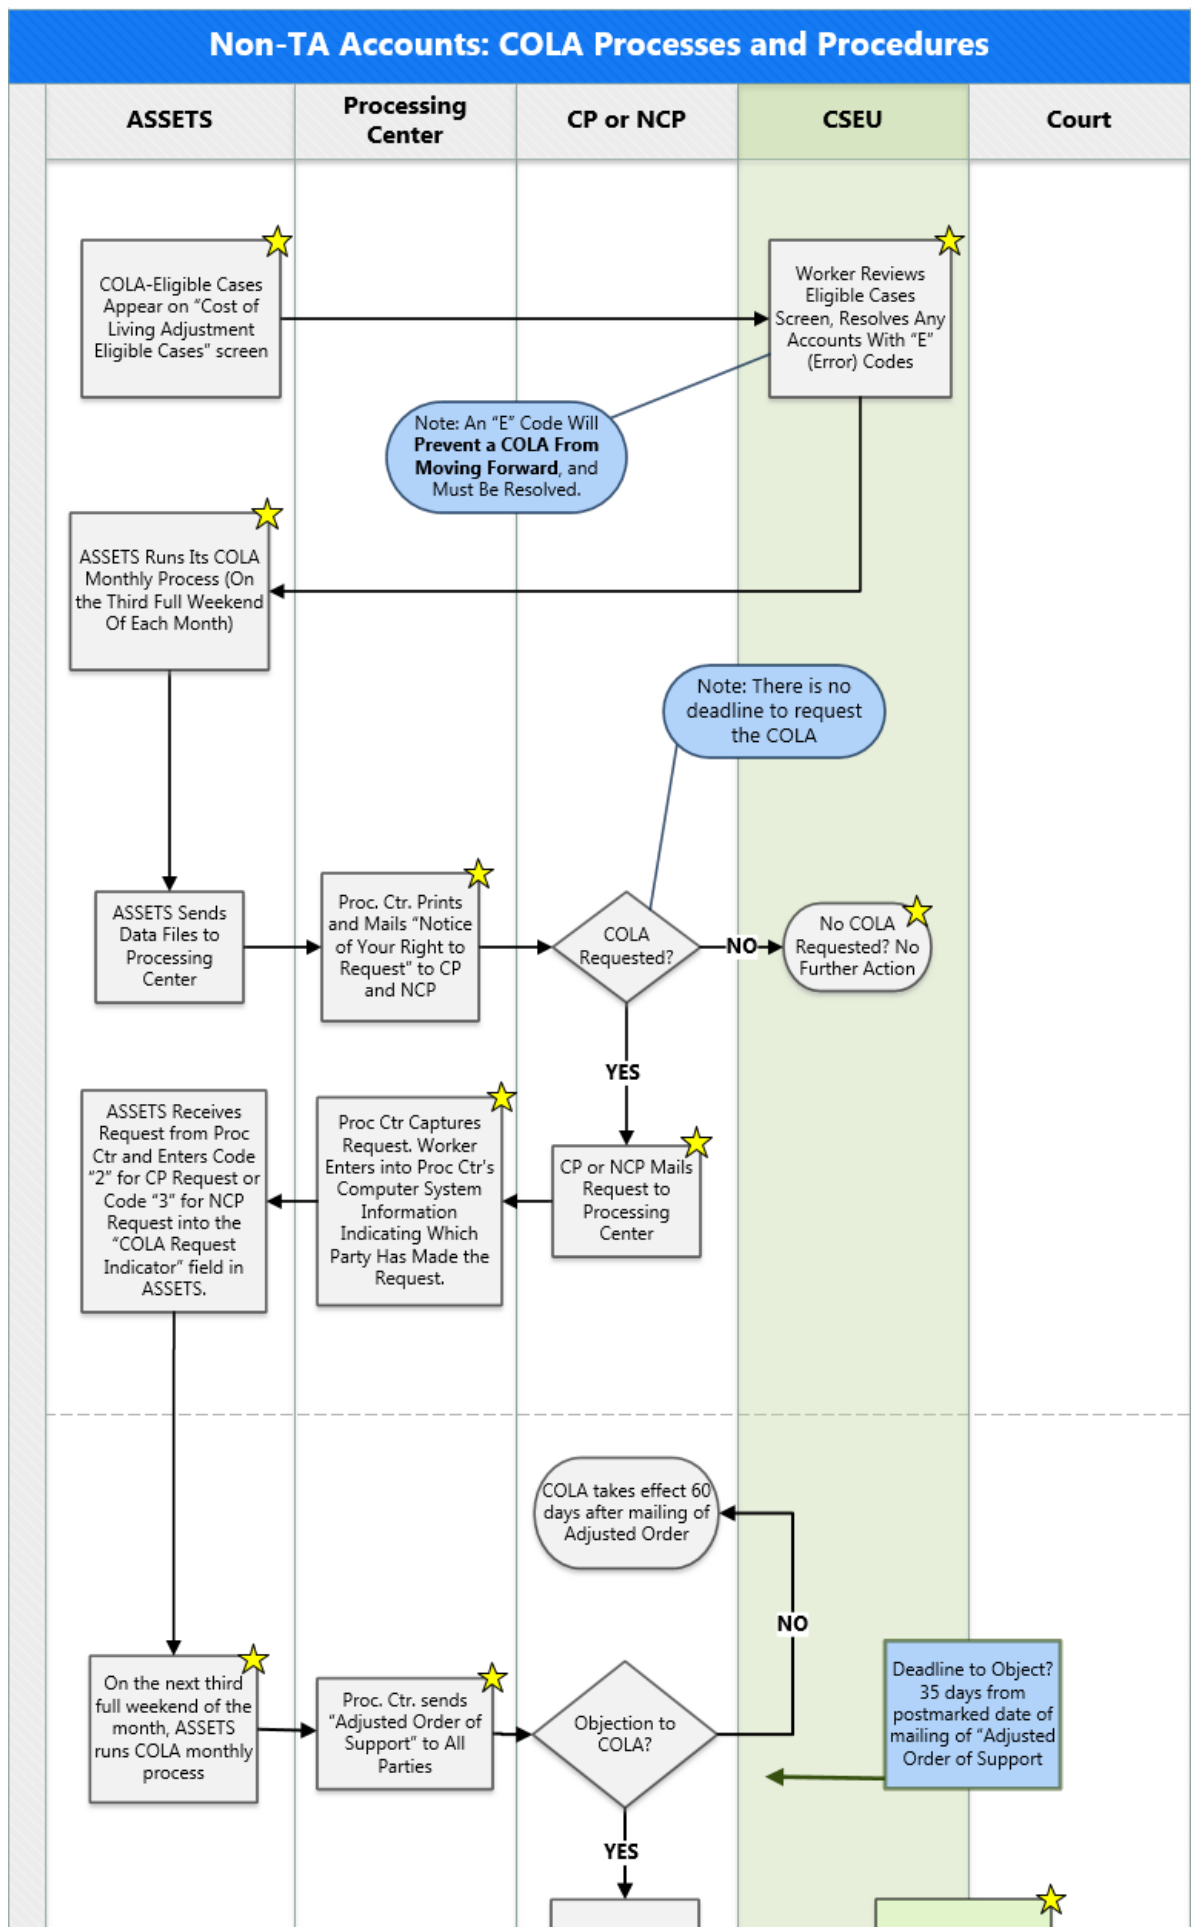 Non-TA Accounts: COLA Processes and Procedures
ASSETS
Processing
Center
CP or NCP
CSEU
Court
COLA-Eligible Cases
Appear on “Cost of
Living Adjustment
Eligible Cases” screen
Worker Reviews
Eligible Cases
Screen, Resolves Any
Accounts With “E”
(Error) Codes
Note: An “E” Code Will
Prevent a COLA From
Moving Forward, and
Must Be Resolved.
ASSETS Runs Its COLA
Monthly Process (On
the Third Full Weekend
Of Each Month)
Note: There is no
deadline to request
the COLA
ASSETS Sends
Data Files to
Processing
Center
Proc. Ctr. Prints
and Mails “Notice
of Your Right to
Request” to CP
and NCP
COLA
Requested?
NO
No COLA
Requested? No
Further Action
YES
ASSETS Receives
Request from Proc
Ctr and Enters Code
“2” for CP Request or
Code “3” for NCP
Request into the
“COLA Request
Indicator” field in
ASSETS.
Proc Ctr Captures
Request. Worker
Enters into Proc Ctr's
Computer System
Information
Indicating Which
Party Has Made the
Request.
CP or NCP Mails
Request to
Processing
Center
COLA takes effect 60
days after mailing of
Adjusted Order
NO
On the next third
full weekend of the
month, ASSETS
runs COLA monthly
process
Proc. Ctr. sends
“Adjusted Order of
Support” to All
Parties
Objection to
COLA?
Deadline to Object?
35 days from
postmarked date of
mailing of “Adjusted
Order of Support
YES